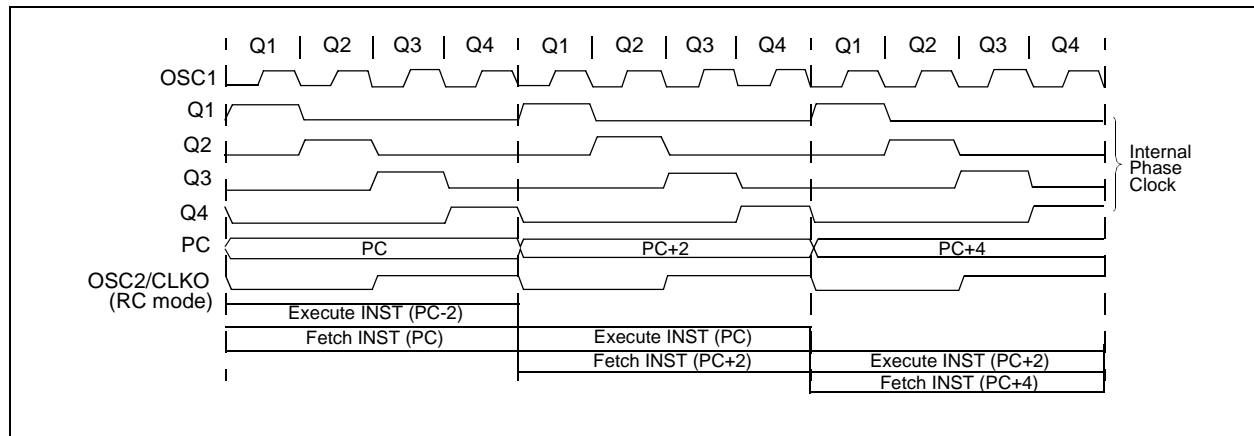 Q1 Q2 Q3 Q4 Q1 Q2 Q3 Q4 Q1 Q2 Q3 Q4
OSC1
Q1
Q2
Q3
Q4
Internal
Phase
Clock
PC PC PC+2 PC+4
OSC2/CLKO
(RC mode)
Execute INST (PC-2)
Fetch INST (PC) Execute INST (PC)
Fetch INST (PC+2) Execute INST (PC+2)
Fetch INST (PC+4)